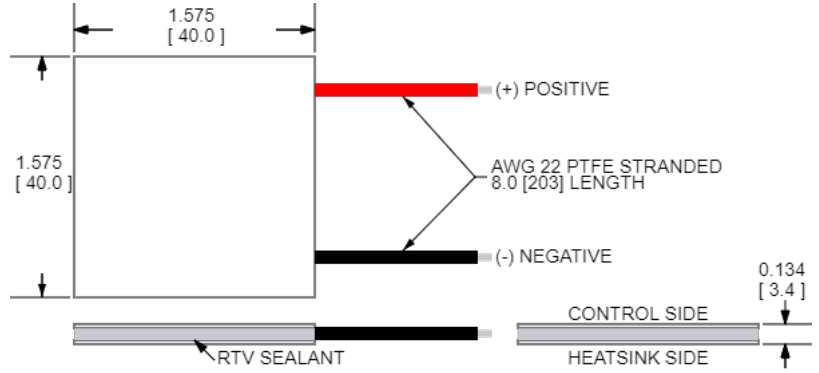 1.575
[ 40.0 ]
(+) POSITIVE
1.575
[ 40.0 ]
AWG 22 PTFE STRANDED
8.0 [203] LENGTH
(-) NEGATIVE
0.134
[ 3.4 ]
CONTROL SIDE
RTV SEALANT
HEATSINK SIDE